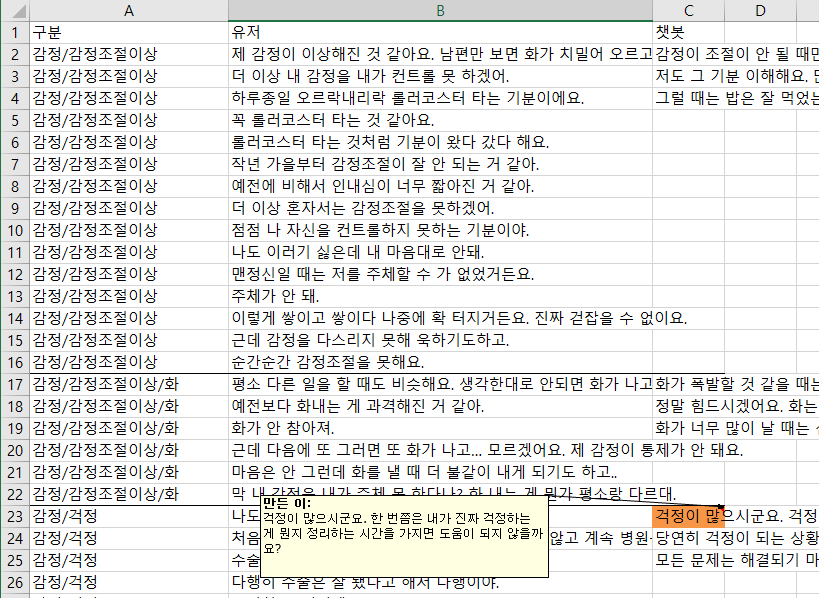 A B C D
1 구분 유저 챗봇
2 감정/감정조절이상 제 감정이 이상해진 것 같아요. 남편만 보면 화가 치밀어 오르고 감정이 조절이 안 될 때만
3 감정/감정조절이상 더 이상 내 감정을 내가 컨트롤 못 하겠어. 저도 그 기분 이해해요.
4 감정/감정조절이상 하루종일 오르락내리락 롤러코스터 타는 기분이에요. 그럴 때는 밥은 잘 먹었는
5 감정/감정조절이상 꼭 롤러코스터 타는 것 같아요.
6 감정/감정조절이상 롤러코스터 타는 것처럼 기분이 왔다 갔다 해요.
7 감정/감정조절이상 작년 가을부터 감정조절이 잘 안 되는 거 같아.
8 감정/감정조절이상 예전에 비해서 인내심이 너무 짧아진 거 같아.
9 감정/감정조절이상 더 이상 혼자서는 감정조절을 못하겠어.
10 감정/감정조절이상 점점 나 자신을 컨트롤하지 못하는 기분이야.
11 감정/감정조절이상 나도 이러기 싫은데 내 마음대로 안돼.
12 감정/감정조절이상 맨정신일 때는 저를 주체할 수 가 없었거든요.
13 감정/감정조절이상 주체가 안 돼.
14 감정/감정조절이상 이렇게 쌓이고 쌓이다 나중에 확 터지거든요. 진짜 걷잡을 수 없이요.
15 감정/감정조절이상 근데 감정을 다스리지 못해 욱하기도하고.
16 감정/감정조절이상 순간순간 감정조절을 못해요.
17 감정/감정조절이상/화 평소 다른 일을 할 때도 비슷해요. 생각한대로 안되면 화가 나고 화가 폭발할 것 같을 때는
18 감정/감정조절이상/화 예전보다 화내는 게 과격해진 거 같아. 정말 힘드시겠어요. 화는
19 감정/감정조절이상/화 화가 안 참아져. 화가 너무 많이 날 때는
20 감정/감정조절이상/화 근데 다음에 또 그러면 또 화가 나고... 모르겠어요. 제 감정이 통제가 안 돼요.
21 감정/감정조절이상/화 마음은 안 그런데 화를 낼 때 더 불같이 내게 되기도 하고..
22 감정/감정조절이상/화 막 내 감정을 내가 주체 못 한다나? 화 내는 게 뭔가 평소랑 다르대.
만든 이:
걱정이 많으시군요. 한 번쯤은 내가 진짜 걱정하는
게 뭔지 정리하는 시간을 가지면 도움이 되지 않을까
요?
23 감정/걱정 나도 걱정이 많으시군요. 걱정
24 감정/걱정 처음 않고 계속 병원 당연히 걱정이 되는 상황
25 감정/걱정 수술 모든 문제는 해결되기 마
26 감정/걱정 다행히 수술은 잘 됐다고 해서 다행이야.